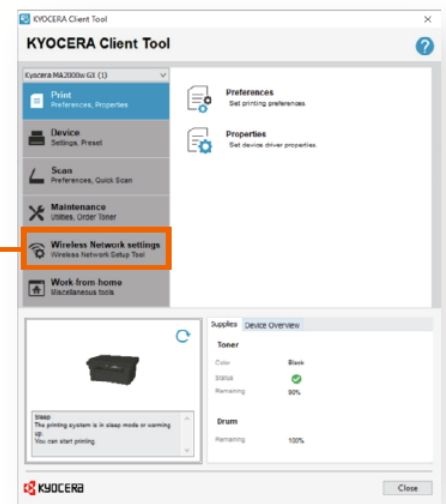 KYOCERA Client Tool
KYOCERA Client Tool
?
Kyocera MA2000w GX (1)
Print
Preferences, Properties
Device
Settings, Preset
Scan
Preferences, Quick Scan
Maintenance
Utilities, Order Toner
Wireless Network settings
Wireless Network Setup Tool
Work-from-home
Miscellaneous tools
Preferences
Set printing preferences.
Properties
Set device driver properties.
Supplies
Device Overview
Toner
Color
Black
Status
Remaining
90%
Drum
Remaining
100%
Sleep
The printing system is in sleep mode or warming
up.
You can start printing.
KYOCERA
Close